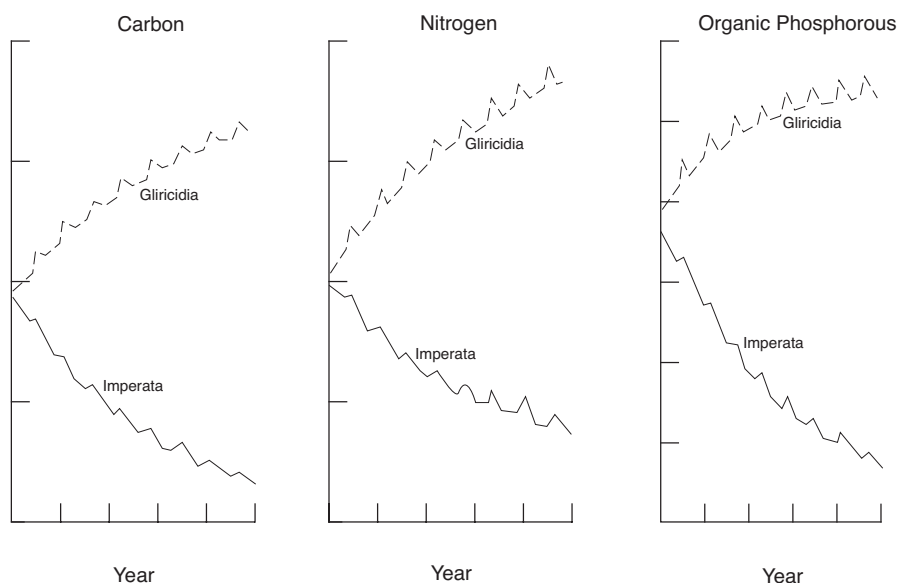 Carbon
Nitrogen
Organic Phosphorous
Gliricidia
Gliricidia
Gliricidia
Imperata
Imperata
Imperata
Year
Year
Year